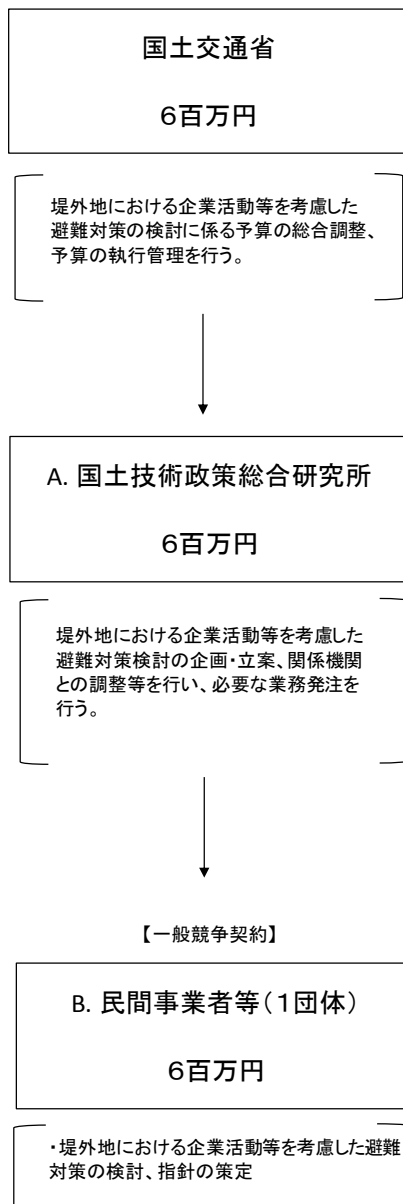 国土交通省
6百万円
堤外地における企業活動等を考慮した
避難対策の検討に係る予算の総合調整、
予算の執行管理を行う。
A. 国土技術政策総合研究所
6百万円
堤外地における企業活動等を考慮した
避難対策検討の企画・立案、関係機関
との調整等を行い、必要な業務発注を
行う。
【一般競争契約】
B. 民間事業者等（１団体）
6百万円
・堤外地における企業活動等を考慮した避難
対策の検討、指針の策定